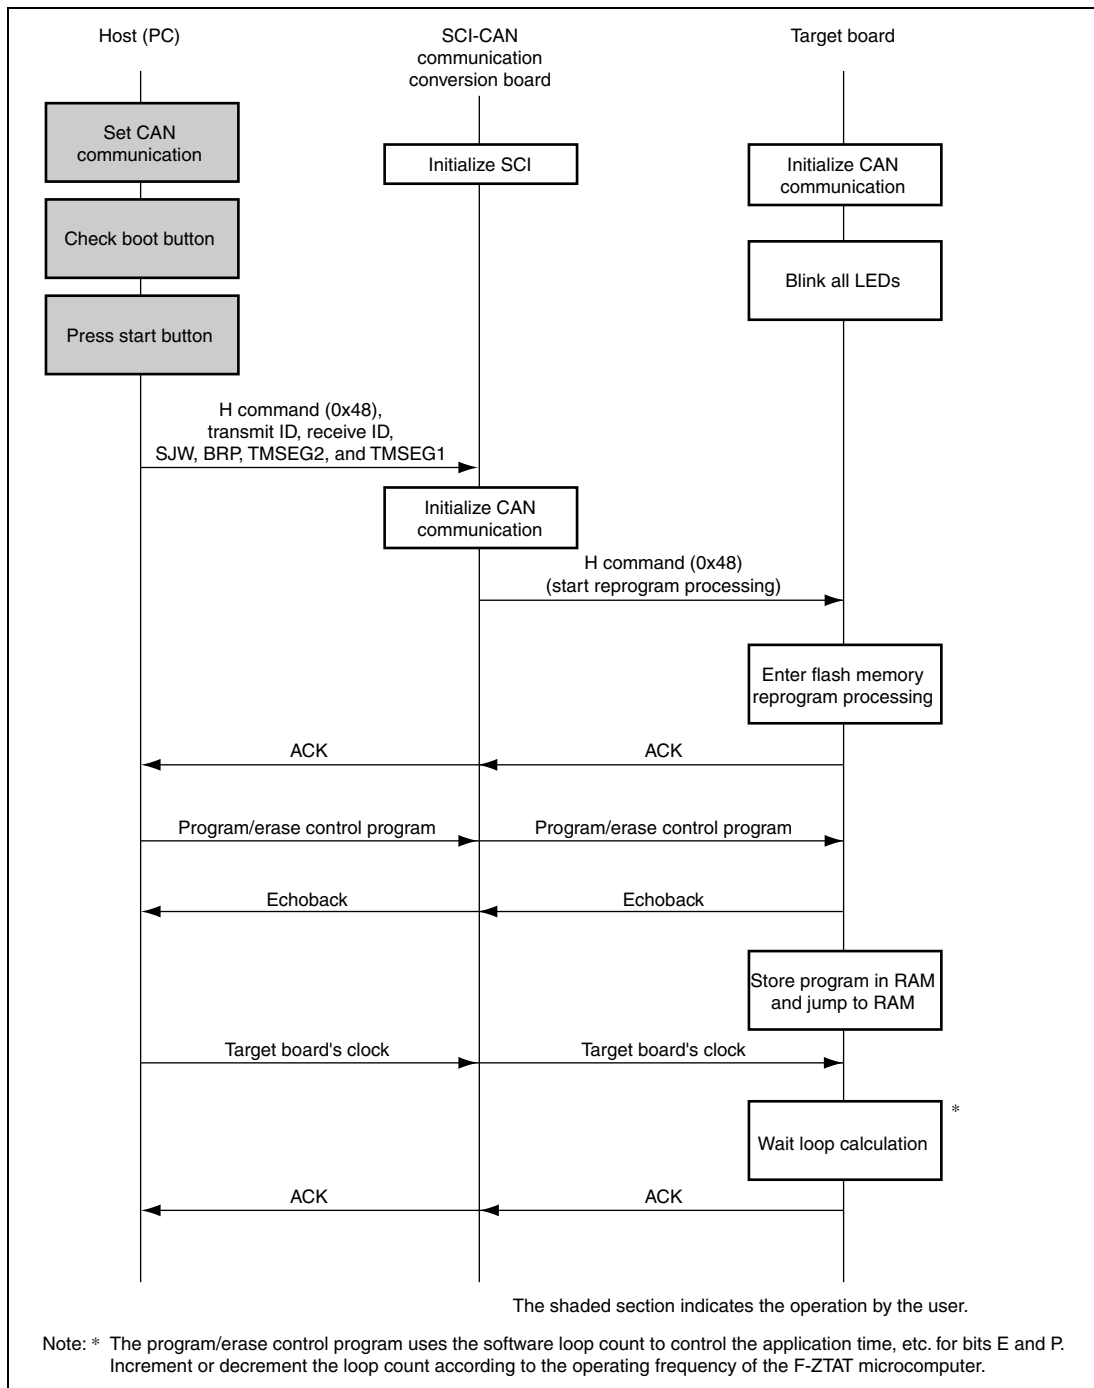 Host (PC)
SCI-CAN
communication
conversion board
Target board
Set CAN
communication
Initialize SCI
Initialize CAN
communication
Check boot button
Blink all LEDs
Press start button
H command (0x48),
transmit ID, receive ID,
SJW, BRP, TMSEG2, and TMSEG1
Initialize CAN
communication
H command (0x48)
(start reprogram processing)
Enter flash memory
reprogram processing
ACK
ACK
Program/erase control program
Program/erase control program
Echoback
Echoback
Store program in RAM
and jump to RAM
Target board's clock
Target board's clock
Wait loop calculation
*
ACK
ACK
The shaded section indicates the operation by the user.
Note: * The program/erase control program uses the software loop count to control the application time, etc. for bits E and P.
Increment or decrement the loop count according to the operating frequency of the F-ZTAT microcomputer.